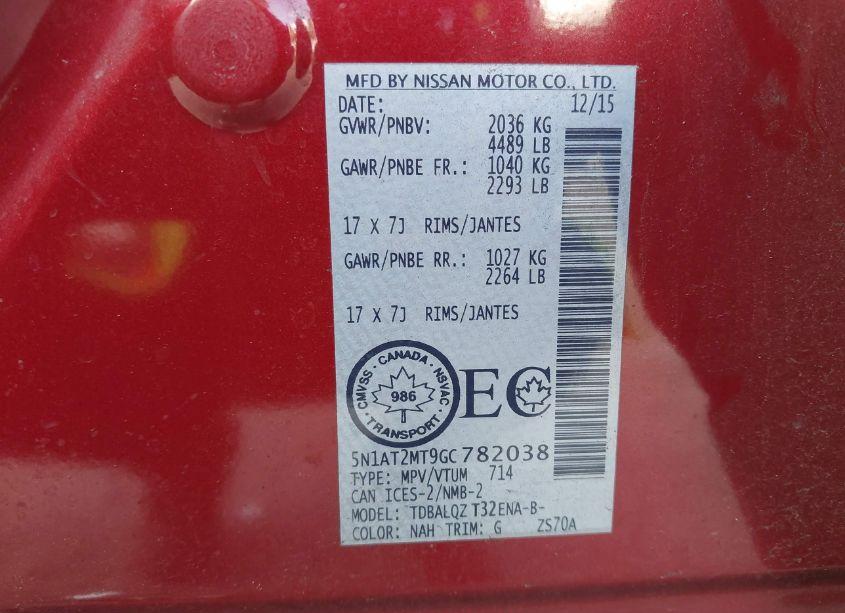 MFD BY NISSAN MOTOR CO., LTD.
DATE: 12/15
GVWR/PNBV: 2036 KG
4489 LB
GAWR/PNBE FR.: 1040 KG
2293 LB
17 X 7J RIMS/JANTES
GAWR/PNBE RR.: 1027 KG
2264 LB
17 X 7J RIMS/JANTES
CMVSS · CANADA · NSVAC
986
· TRANSPORT ·
EC
5N1AT2MT9GC782038
TYPE: MPV/VTUM 714
CAN ICES-2/NMB-2
MODEL: TDBALQZ T32ENA-B-
COLOR: NAH TRIM: G ZS70A